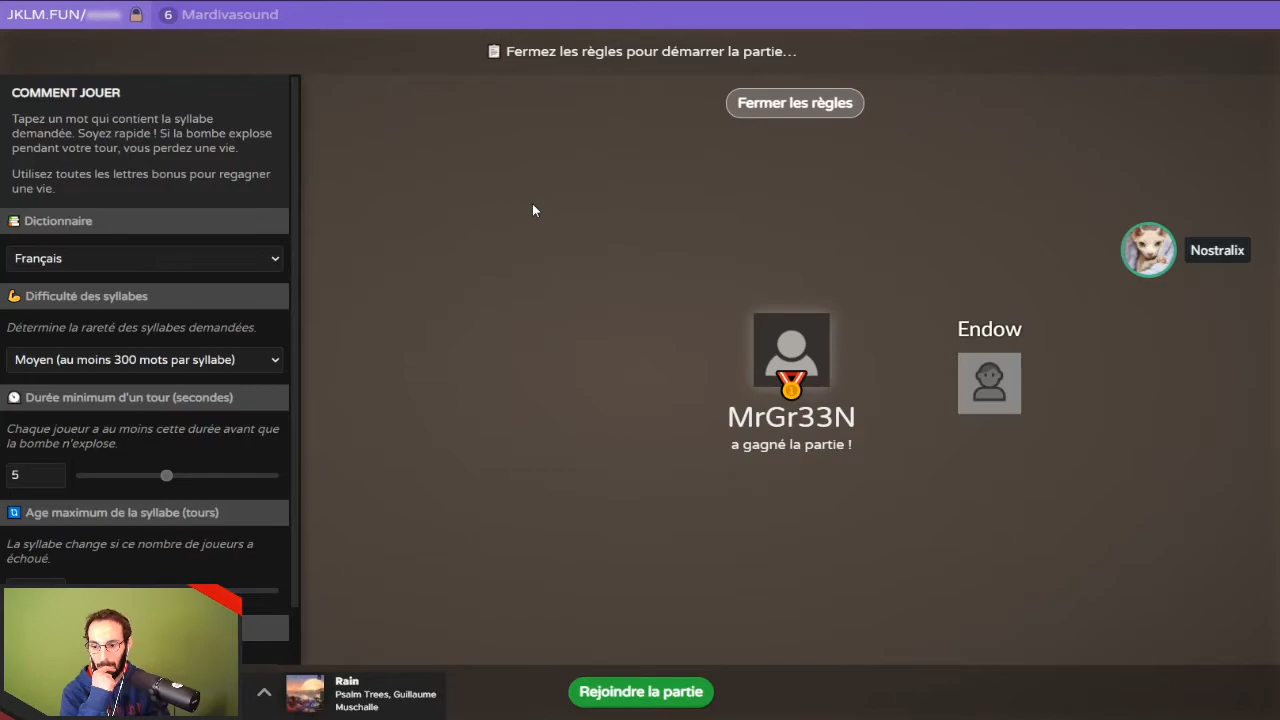 JKLM.FUN/
6 Mardivasound
Fermez les règles pour démarrer la partie…
COMMENT JOUER
Tapez un mot qui contient la syllabe
demandée. Soyez rapide ! Si la bombe explose
pendant votre tour, vous perdez une vie.
Utilisez toutes les lettres bonus pour regagner
une vie.
Dictionnaire
Français
Difficulté des syllabes
Détermine la rareté des syllabes demandées.
Moyen (au moins 300 mots par syllabe)
Durée minimum d'un tour (secondes)
Chaque joueur a au moins cette durée avant que
la bombe n'explose.
5
Age maximum de la syllabe (tours)
La syllabe change si ce nombre de joueurs a
échoué.
Fermer les règles
Nostralix
Endow
MrGr33N
a gagné la partie !
Rain
Psalm Trees, Guillaume
Muschalle
Rejoindre la partie